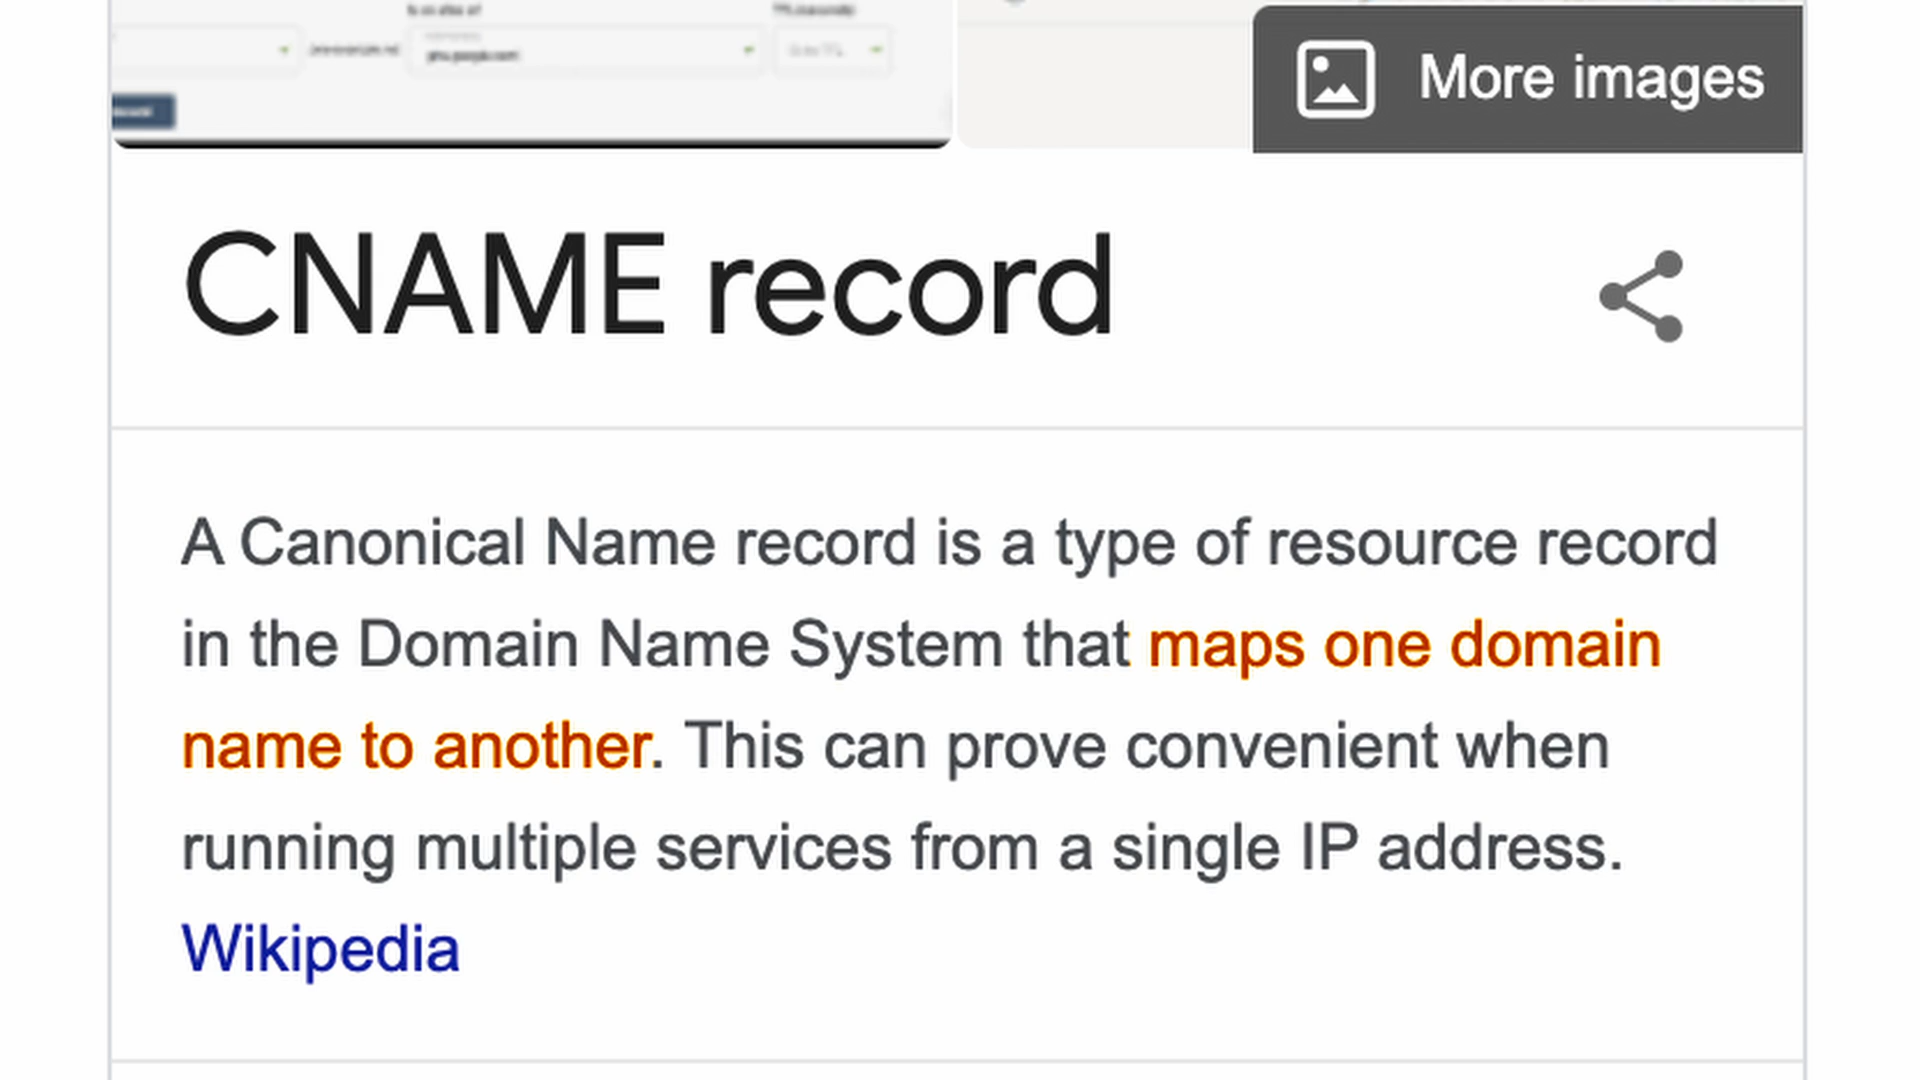 More images
CNAME record
A Canonical Name record is a type of resource record
in the Domain Name System that maps one domain
name to another. This can prove convenient when
running multiple services from a single IP address.
Wikipedia